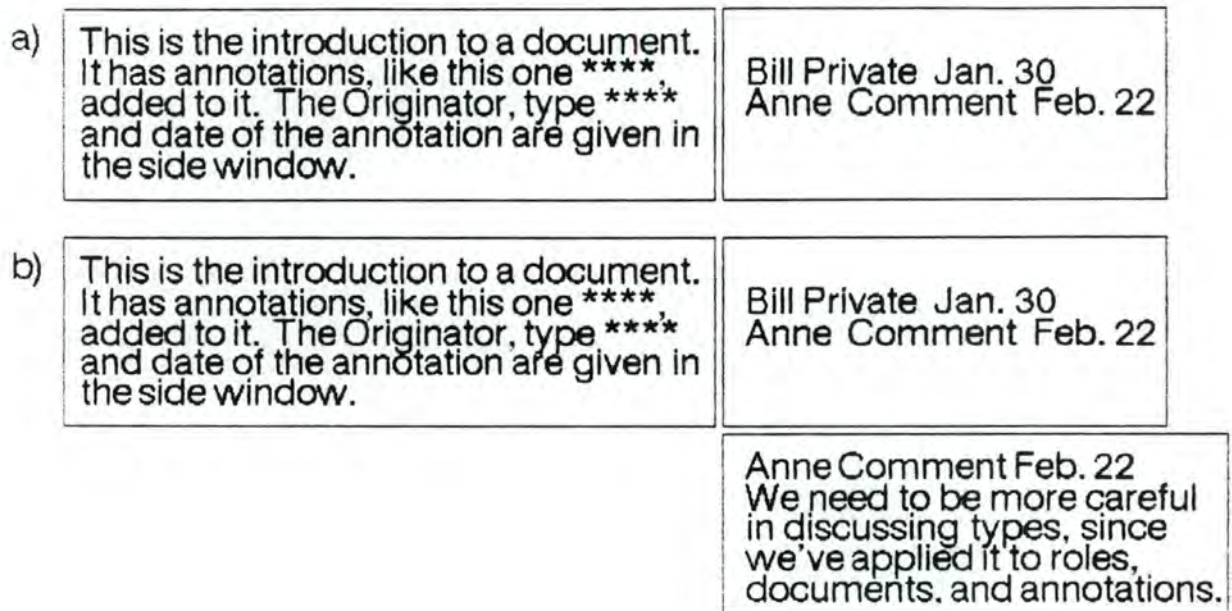 a)
This is the introduction to a document.
It has annotations, like this one ****,
added to it. The Originator, type ****
and date of the annotation are given in
the side window.
Bill Private Jan. 30
Anne Comment Feb. 22
b)
This is the introduction to a document.
It has annotations, like this one ****,
added to it. The Originator, type ****
and date of the annotation are given in
the side window.
Bill Private Jan. 30
Anne Comment Feb. 22
Anne Comment Feb. 22
We need to be more careful
in discussing types, since
we've applied it to roles,
documents, and annotations.